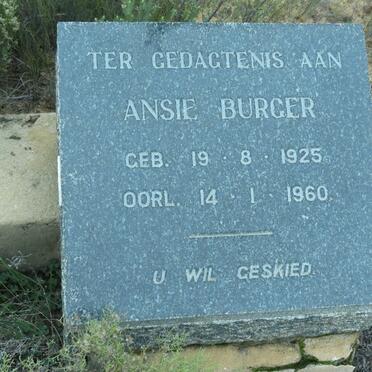 TER GEDAGTENIS AAN
ANSIE BURGER
GEB. 19 · 8 · 1925
OORL. 14 · 1 · 1960.
U WIL GESKIED.